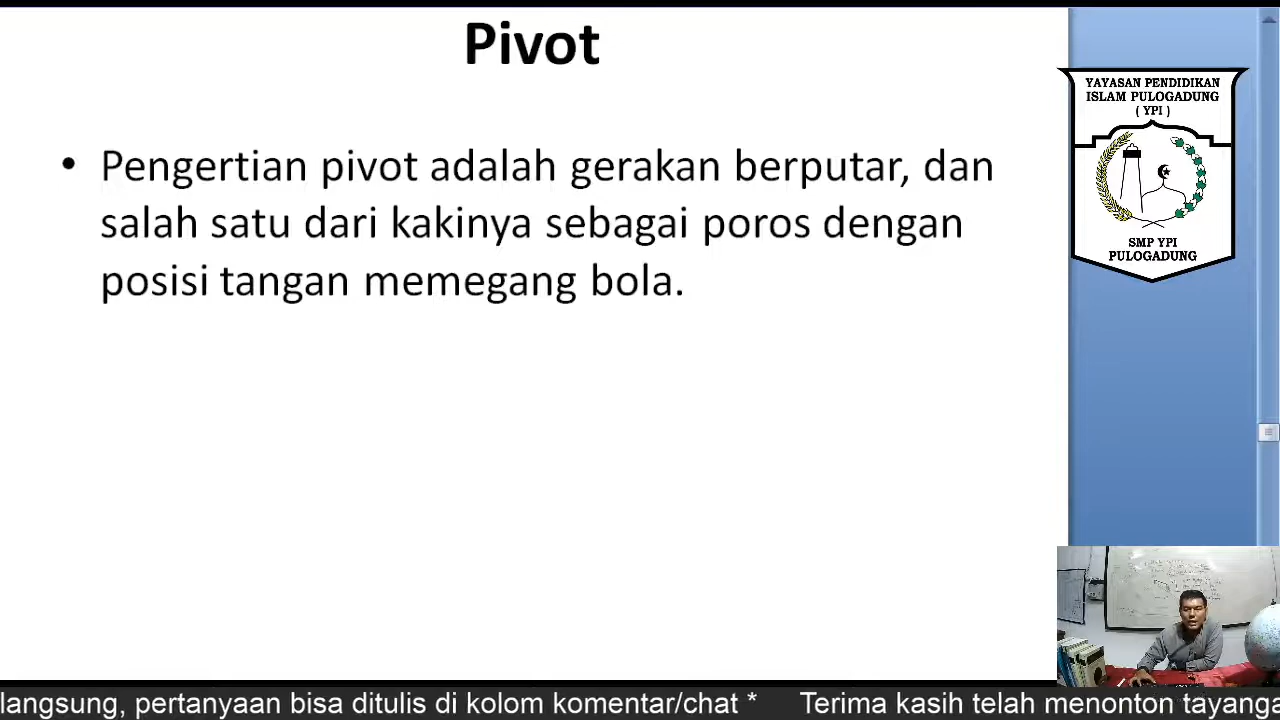 Pivot
• Pengertian pivot adalah gerakan berputar, dan
salah satu dari kakinya sebagai poros dengan
posisi tangan memegang bola.
YAYASAN PENDIDIKAN
ISLAM PULOGADUNG
( YPI )
SMP YPI
PULOGADUNG
langsung, pertanyaan bisa ditulis di kolom komentar/chat * Terima kasih telah menonton tayanga